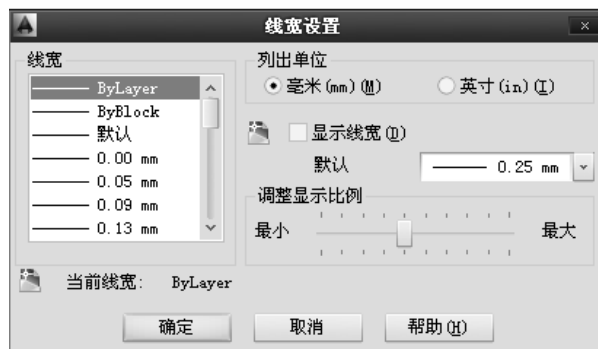 线宽设置
线宽
ByLayer
ByBlock
默认
0.00 mm
0.05 mm
0.09 mm
0.13 mm
列出单位
毫米(mm)(M)
英寸(in)(I)
显示线宽(D)
默认
0.25 mm
调整显示比例
最小
最大
当前线宽: ByLayer
确定
取消
帮助(H)